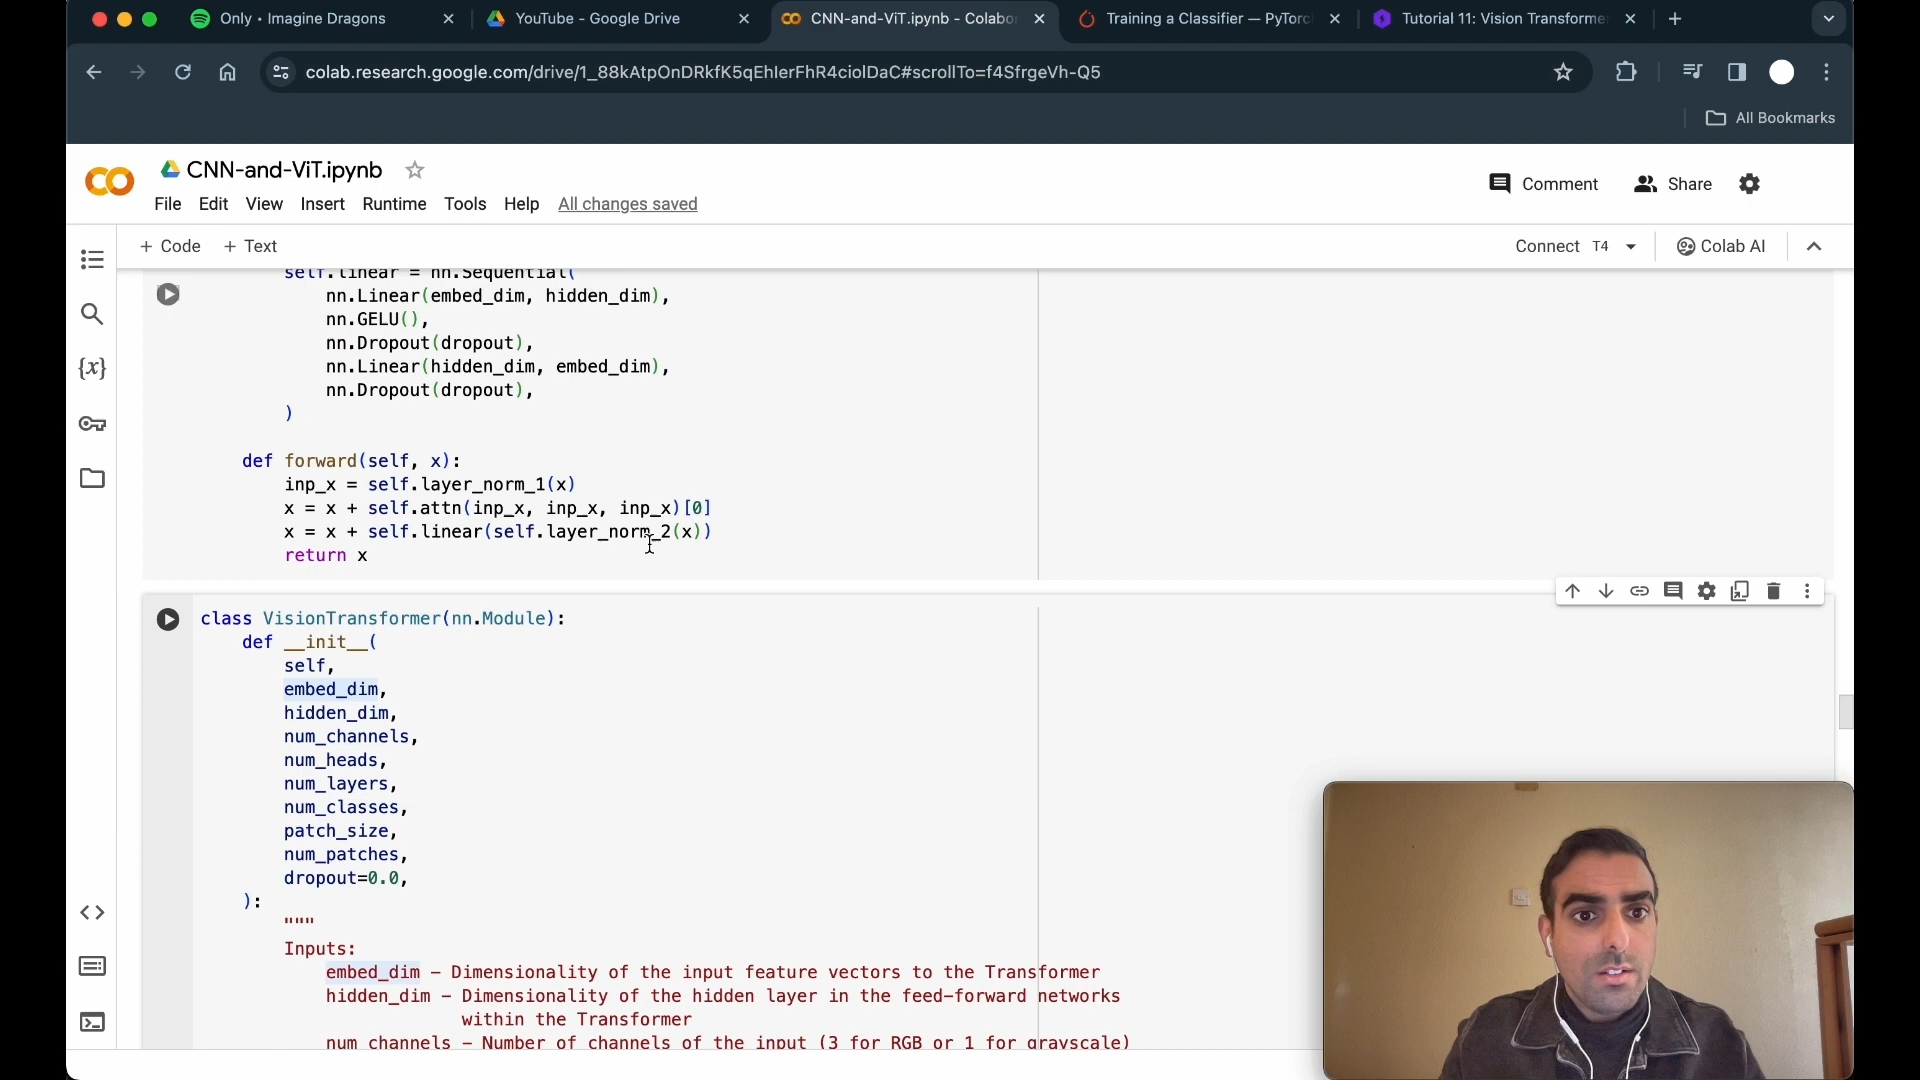 Only • Imagine Dragons
YouTube - Google Drive
CNN-and-ViT.ipynb - Colabo
Training a Classifier — PyTorc
Tutorial 11: Vision Transforme
colab.research.google.com/drive/1_88kAtpOnDRkfK5qEhIerFhR4ciolDaC#scrollTo=f4SfrgeVh-Q5
All Bookmarks
CNN-and-ViT.ipynb
Comment
Share
File Edit View Insert Runtime Tools Help All changes saved
+ Code + Text
Connect T4
Colab AI
self.linear = nn.Sequential(
nn.Linear(embed_dim, hidden_dim),
nn.GELU(),
nn.Dropout(dropout),
nn.Linear(hidden_dim, embed_dim),
nn.Dropout(dropout),
)
def forward(self, x):
inp_x = self.layer_norm_1(x)
x = x + self.attn(inp_x, inp_x, inp_x)[0]
x = x + self.linear(self.layer_norm_2(x))
return x
class VisionTransformer(nn.Module):
def __init__(
self,
embed_dim,
hidden_dim,
num_channels,
num_heads,
num_layers,
num_classes,
patch_size,
num_patches,
dropout=0.0,
):
"""
Inputs:
embed_dim – Dimensionality of the input feature vectors to the Transformer
hidden_dim – Dimensionality of the hidden layer in the feed-forward networks
within the Transformer
num_channels – Number of channels of the input (3 for RGB or 1 for grayscale)